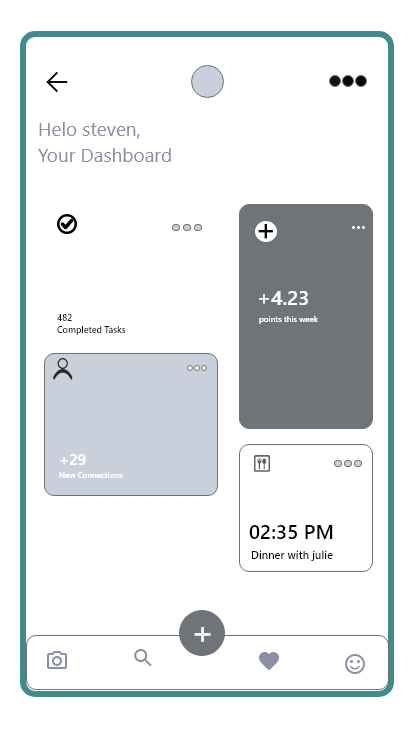 Helo steven,
Your Dashboard
482
Completed Tasks
+4.23
points this week
+29
New Connections
02:35 PM
Dinner with julie